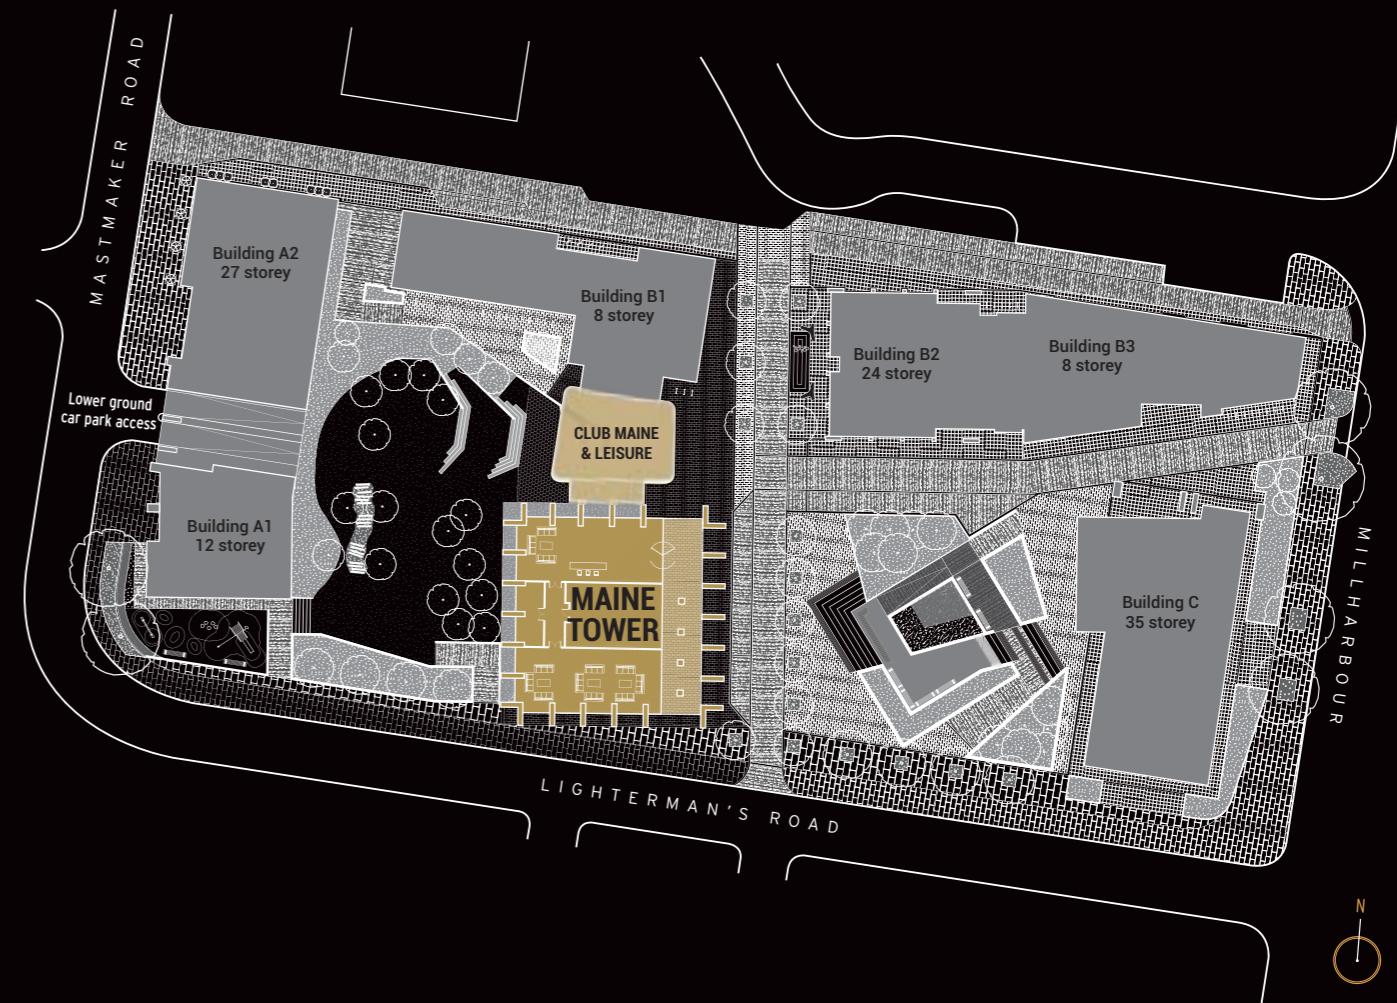 MASTMAKER ROAD
Building A2
27 storey
Building B1
8 storey
Building B2
24 storey
Building B3
8 storey
Lower ground
car park access
CLUB MAINE
& LEISURE
Building A1
12 storey
MAINE
TOWER
Building C
35 storey
MILLHARBOUR
LIGHTERMAN'S ROAD
N